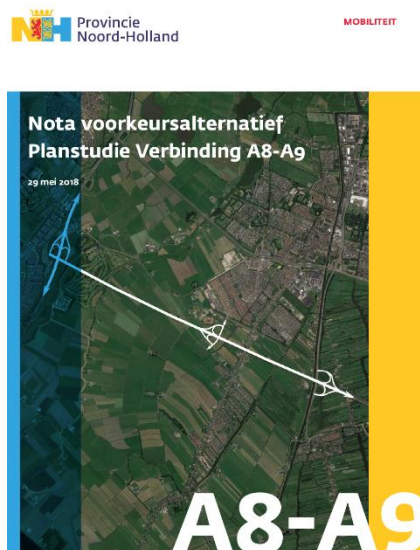 Provincie
Noord-Holland
MOBILITEIT
Nota voorkeursalternatief
Planstudie Verbinding A8-A9
29 mei 2018
A8-A9